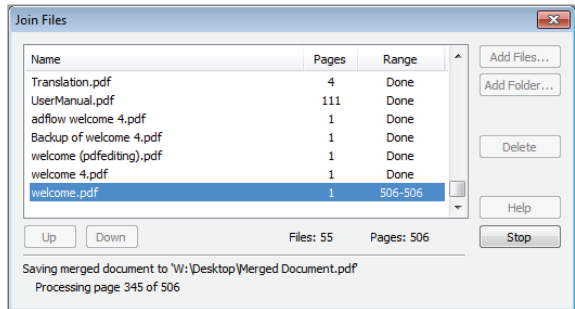 Join Files
Name Pages Range
Add Files...
Translation.pdf 4 Done
Add Folder...
UserManual.pdf 111 Done
adflow welcome 4.pdf 1 Done
Backup of welcome 4.pdf 1 Done
Delete
welcome (pdfediting).pdf 1 Done
welcome 4.pdf 1 Done
welcome.pdf 1 506-506
Help
Up Down Files: 55 Pages: 506 Stop
Saving merged document to 'W:\Desktop\Merged Document.pdf'
Processing page 345 of 506